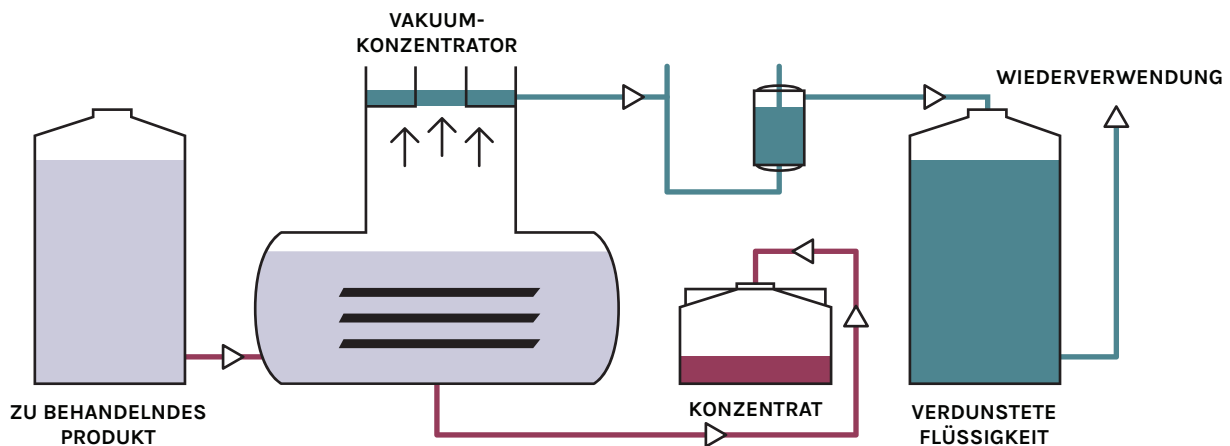 VAKUUM-
KONZENTRATOR
WIEDERVERWENDUNG
ZU BEHANDELNDES
PRODUKT
KONZENTRAT
VERDUNSTETE
FLÜSSIGKEIT